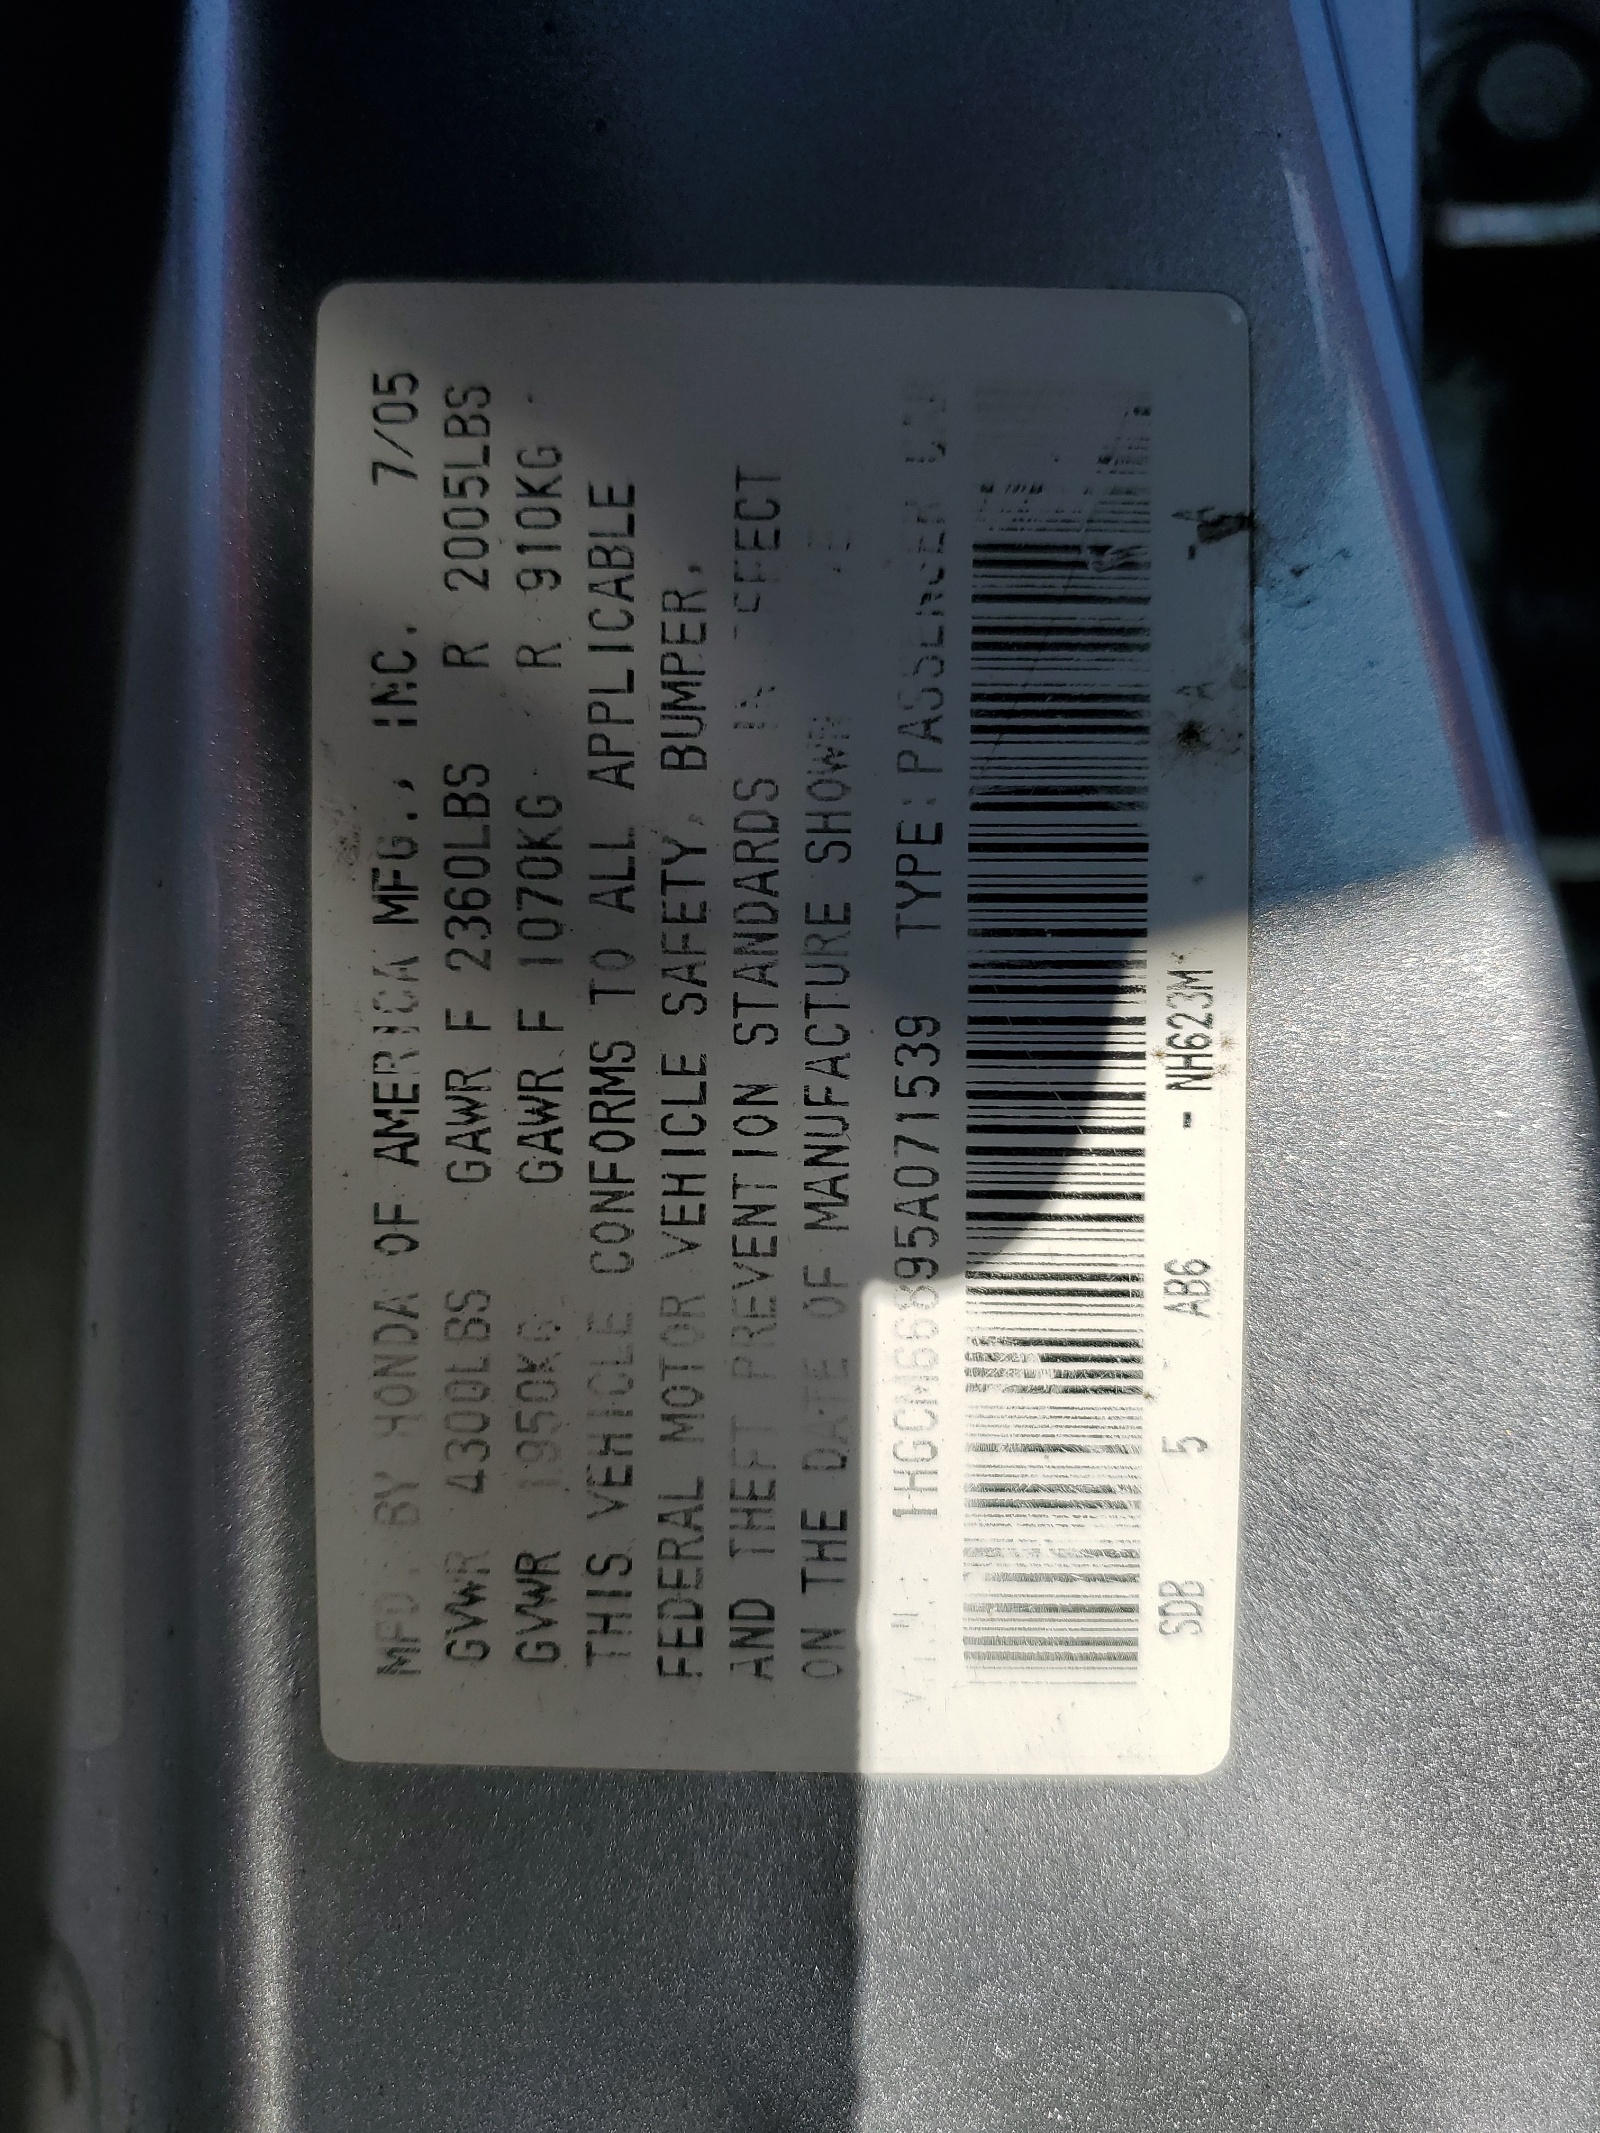 MFD. BY HONDA OF AMERICA MFG., INC. 7/05
GVWR 4300LBS GAWR F 2360LBS R 2005LBS
GVWR 1950KG GAWR F 1070KG R 910KG
THIS VEHICLE CONFORMS TO ALL APPLICABLE
FEDERAL MOTOR VEHICLE SAFETY, BUMPER,
AND THEFT PREVENTION STANDARDS IN EFFECT
ON THE DATE OF MANUFACTURE SHOWN
V.I.N.: 1HGCM66895A071539 TYPE:PASSENGER
SDB 5 AB6 - NH623M A -A